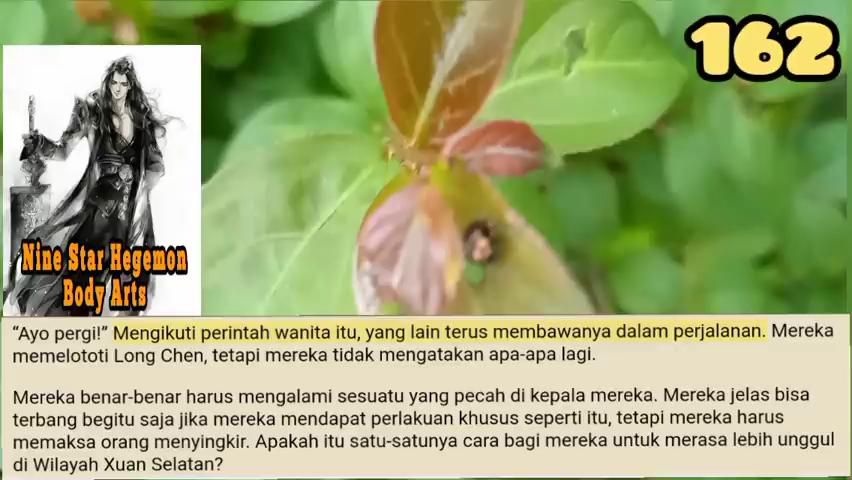 162
Nine Star Hegemon
Body Arts
“Ayo pergi!” Mengikuti perintah wanita itu, yang lain terus membawanya dalam perjalanan. Mereka
memelototi Long Chen, tetapi mereka tidak mengatakan apa-apa lagi.
Mereka benar-benar harus mengalami sesuatu yang pecah di kepala mereka. Mereka jelas bisa
terbang begitu saja jika mereka mendapat perlakuan khusus seperti itu, tetapi mereka harus
memaksa orang menyingkir. Apakah itu satu-satunya cara bagi mereka untuk merasa lebih unggul
di Wilayah Xuan Selatan?